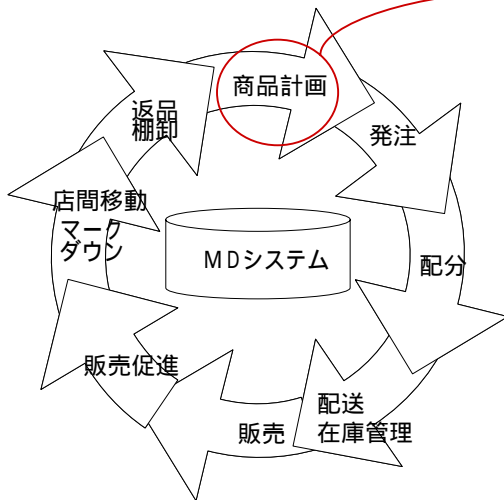 商品計画
発注
配分
配送
在庫管理
販売
販売促進
店間移動
マーク
ダウン
返品
棚卸
MDシステム